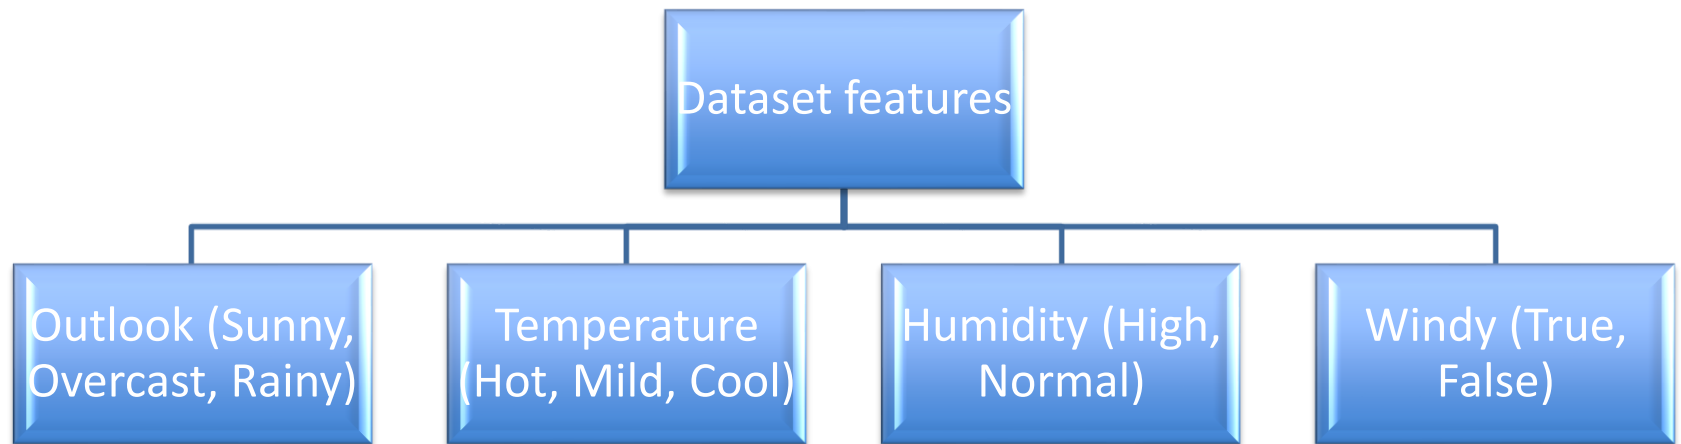 Dataset features
Outlook (Sunny,
Overcast, Rainy)
Temperature
(Hot, Mild, Cool)
Humidity (High,
Normal)
Windy (True,
False)